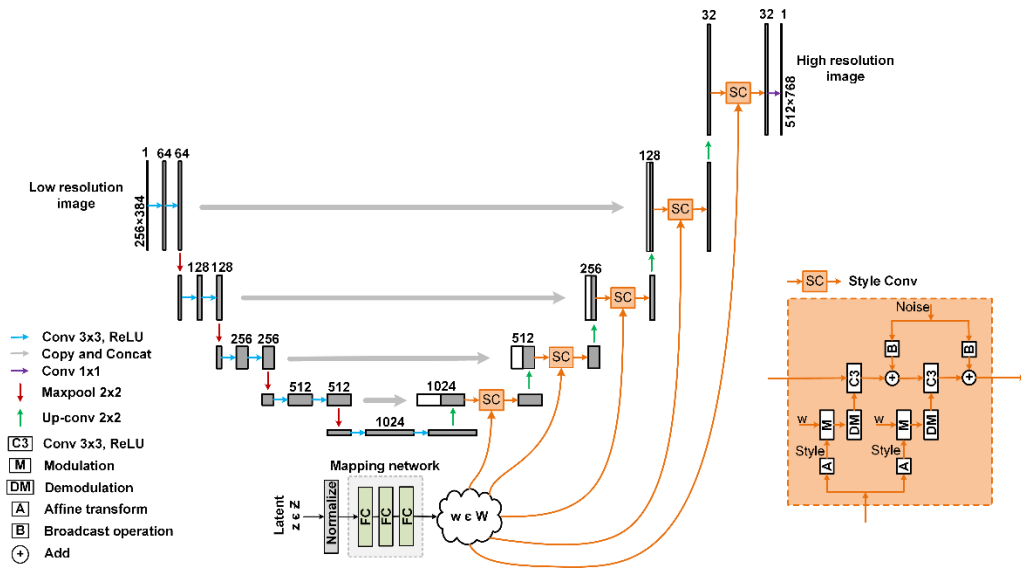 32
32
1
High resolution
image
SC
512×768
1
64
64
128
Low resolution
image
256×384
SC
128
128
256
SC
Style Conv
SC
Noise
Conv 3x3, ReLU
Copy and Concat
Conv 1x1
Maxpool 2x2
Up-conv 2x2
C3 Conv 3x3, ReLU
M Modulation
DM Demodulation
A Affine transform
B Broadcast operation
+ Add
256
256
512
SC
512
512
1024
SC
1024
Mapping network
Latent
z ϵ Z
Normalize
FC
FC
FC
w ϵ W
B
B
C3
+
C3
+
w
M
DM
w
M
DM
Style
Style
A
A